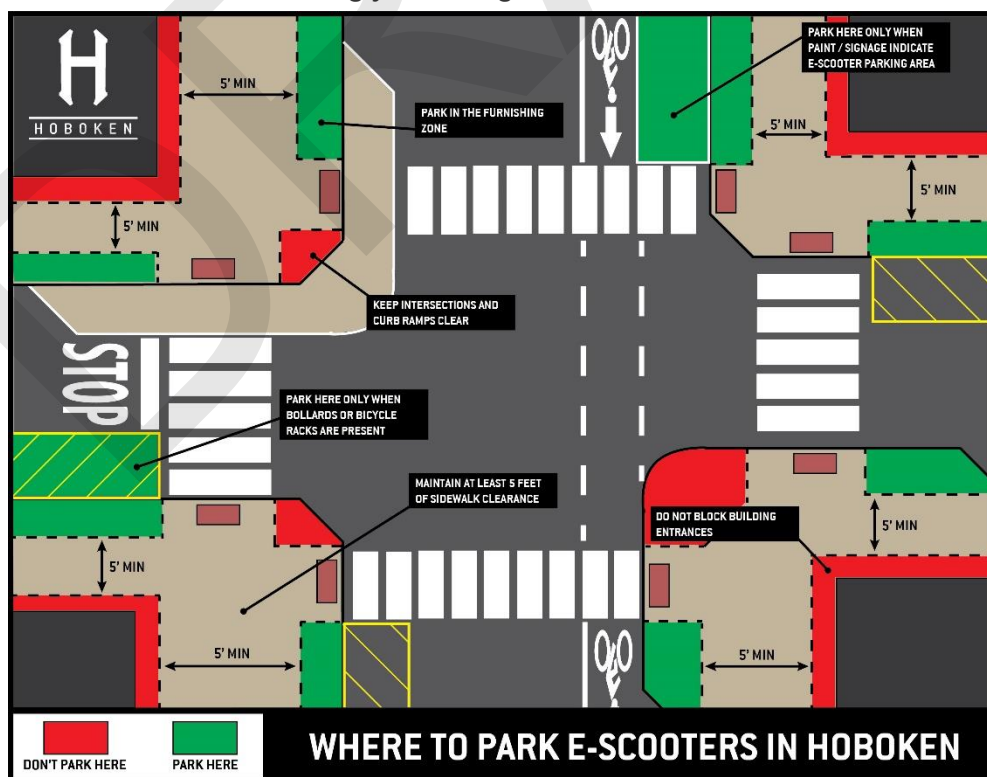 H
HOBOKEN
5' MIN
5' MIN
PARK IN THE FURNISHING
ZONE
PARK HERE ONLY WHEN
PAINT / SIGNAGE INDICATE
E-SCOOTER PARKING AREA
5' MIN
5' MIN
KEEP INTERSECTIONS AND
CURB RAMPS CLEAR
STOP
PARK HERE ONLY WHEN
BOLLARDS OR BICYCLE
RACKS ARE PRESENT
MAINTAIN AT LEAST 5 FEET
OF SIDEWALK CLEARANCE
DO NOT BLOCK BUILDING
ENTRANCES
5' MIN
5' MIN
5' MIN
5' MIN
DON'T PARK HERE
PARK HERE
WHERE TO PARK E-SCOOTERS IN HOBOKEN